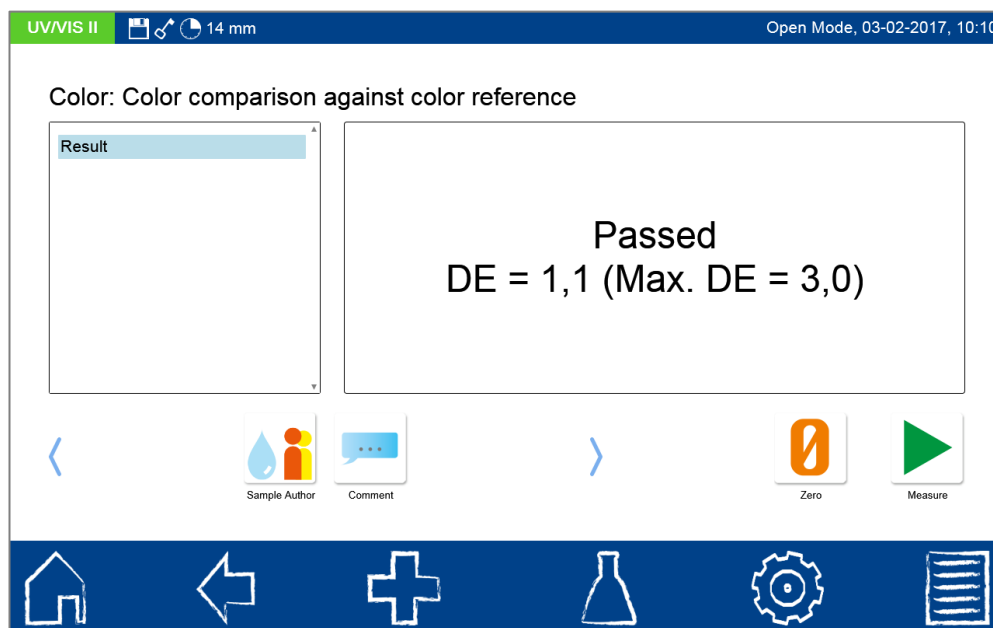 UV/VIS II
14 mm
Open Mode, 03-02-2017, 10:10
Color: Color comparison against color reference
Result
Passed
DE = 1,1 (Max. DE = 3,0)
Sample Author
Comment
0
Zero
Measure